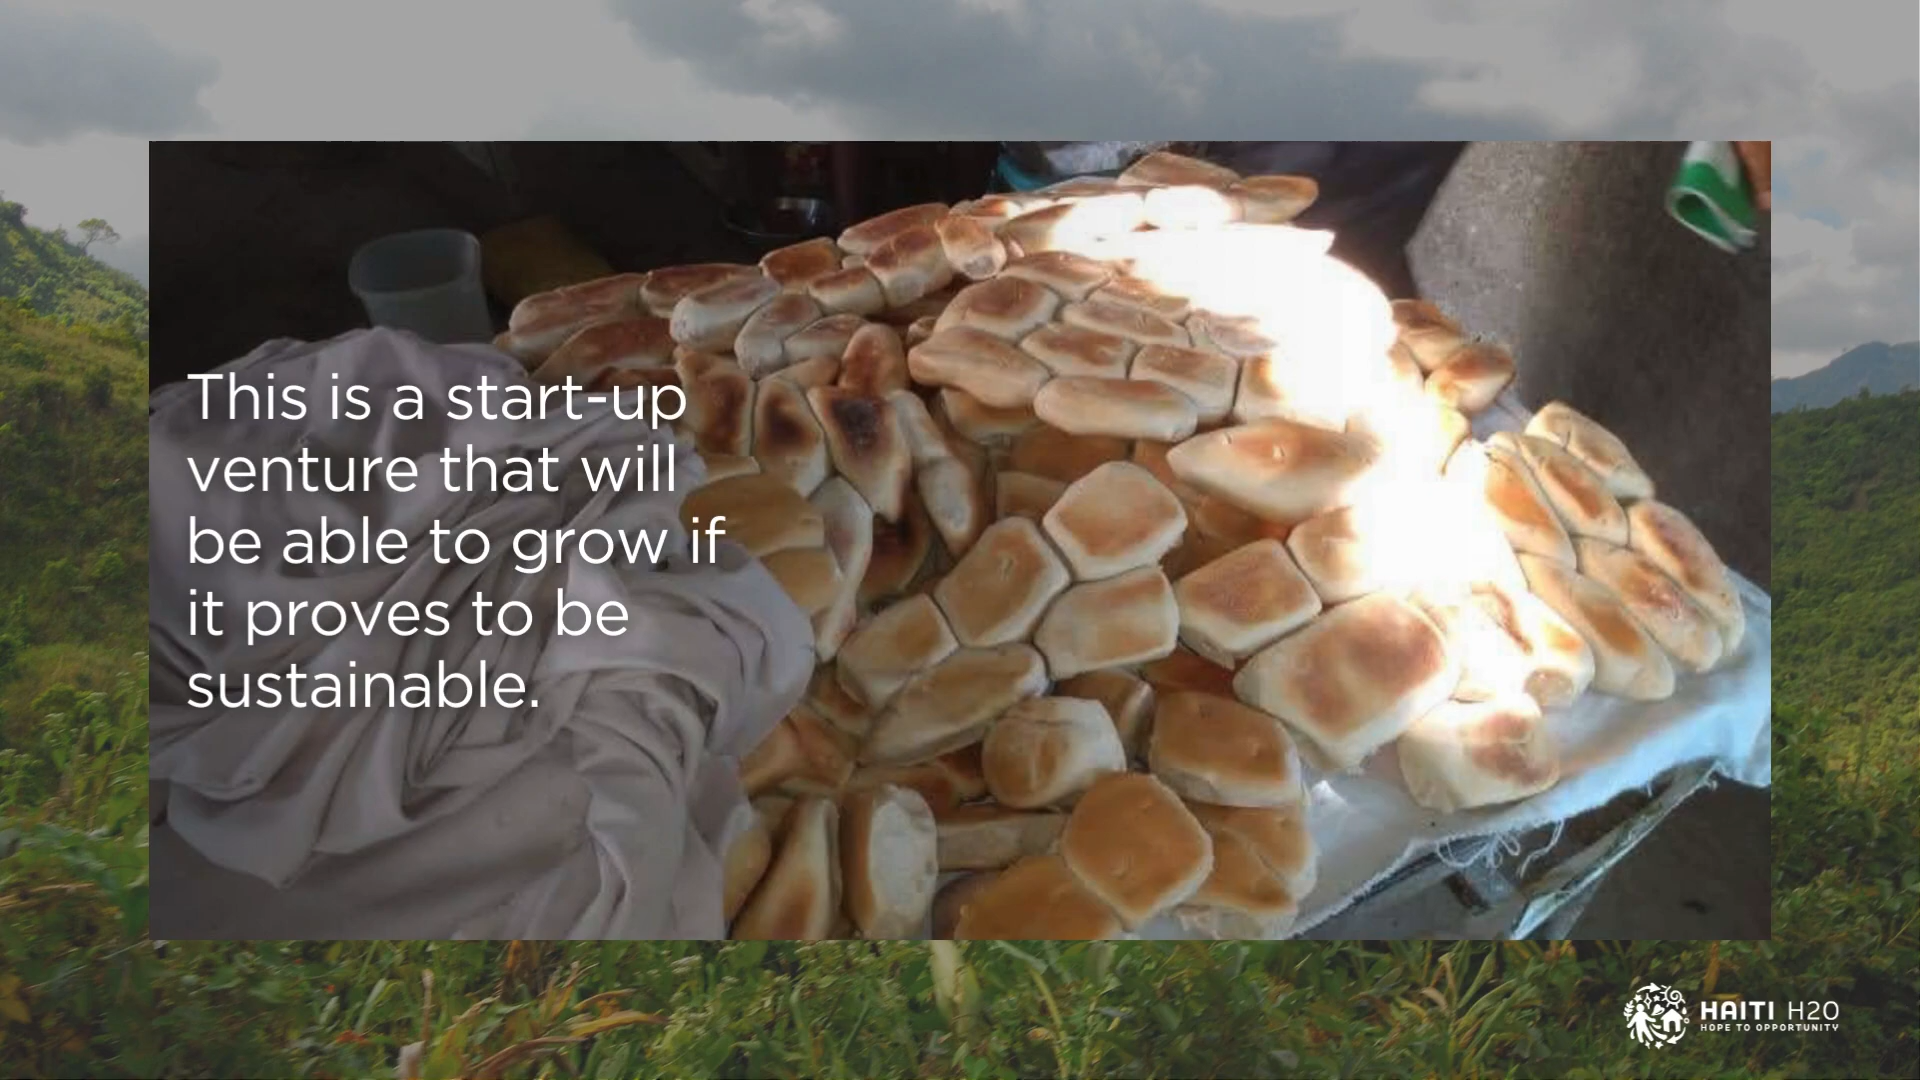 This is a start-up
venture that will
be able to grow if
it proves to be
sustainable.
HAITI H2O
HOPE TO OPPORTUNITY